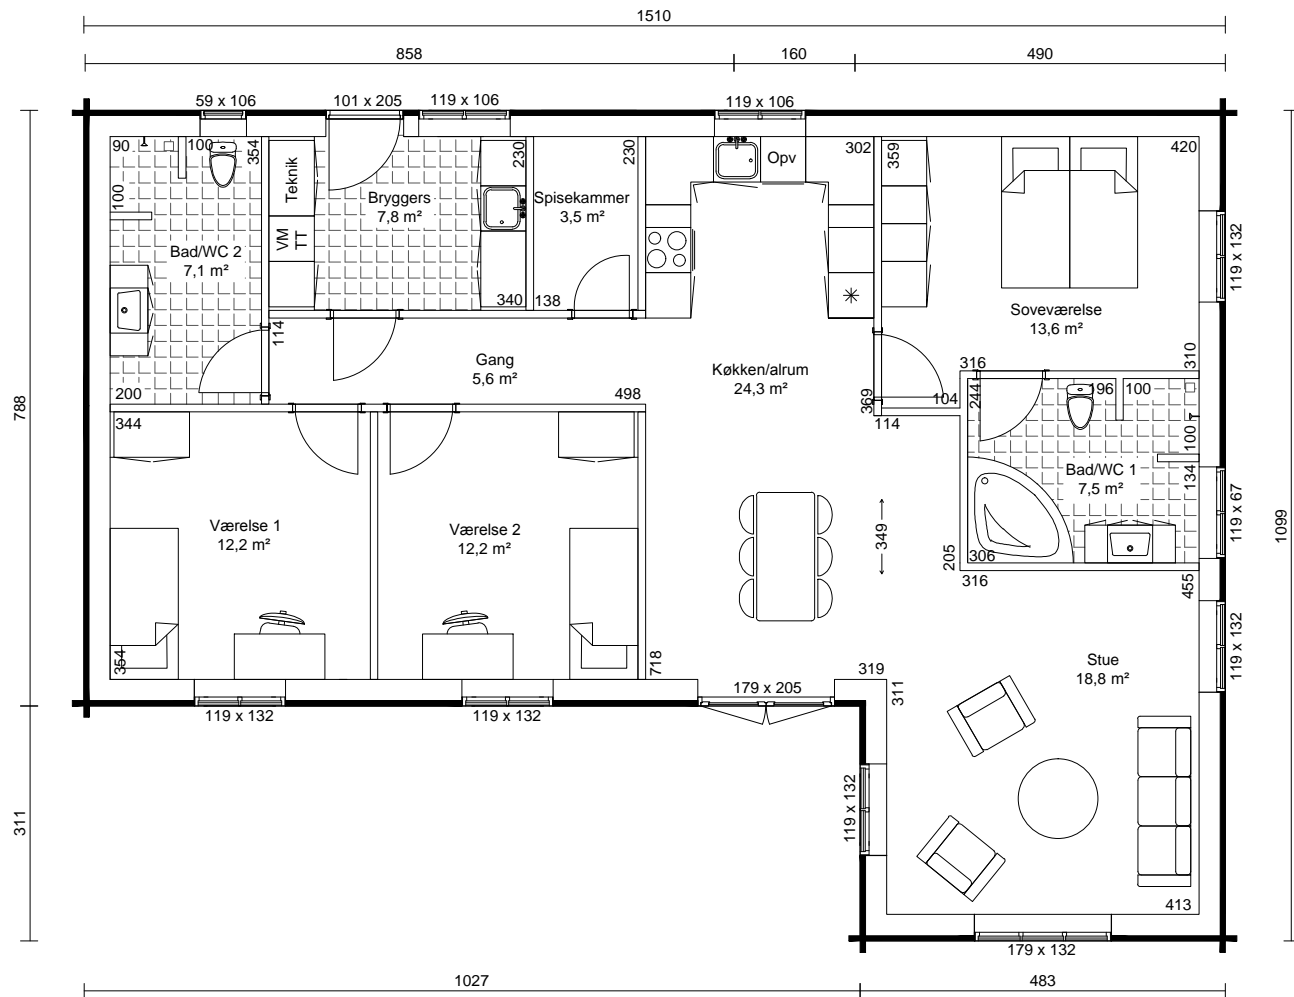 1510
858
160
490
59 x 106
101 x 205
119 x 106
119 x 106
90
100
354
230
230
302
359
420
Teknik
Opv
100
Bryggers
7,8 m²
Spisekammer
3,5 m²
VM
TT
Bad/WC 2
7,1 m²
119 x 132
340
138
Soveværelse
13,6 m²
114
Gang
5,6 m²
Køkken/alrum
24,3 m²
316
310
200
498
369
104
244
196
100
788
344
114
100
Bad/WC 1
7,5 m²
134
119 x 67
1099
Værelse 1
12,2 m²
Værelse 2
12,2 m²
349
205
306
316
455
354
718
319
Stue
18,8 m²
119 x 132
179 x 205
311
119 x 132
119 x 132
311
119 x 132
413
179 x 132
1027
483